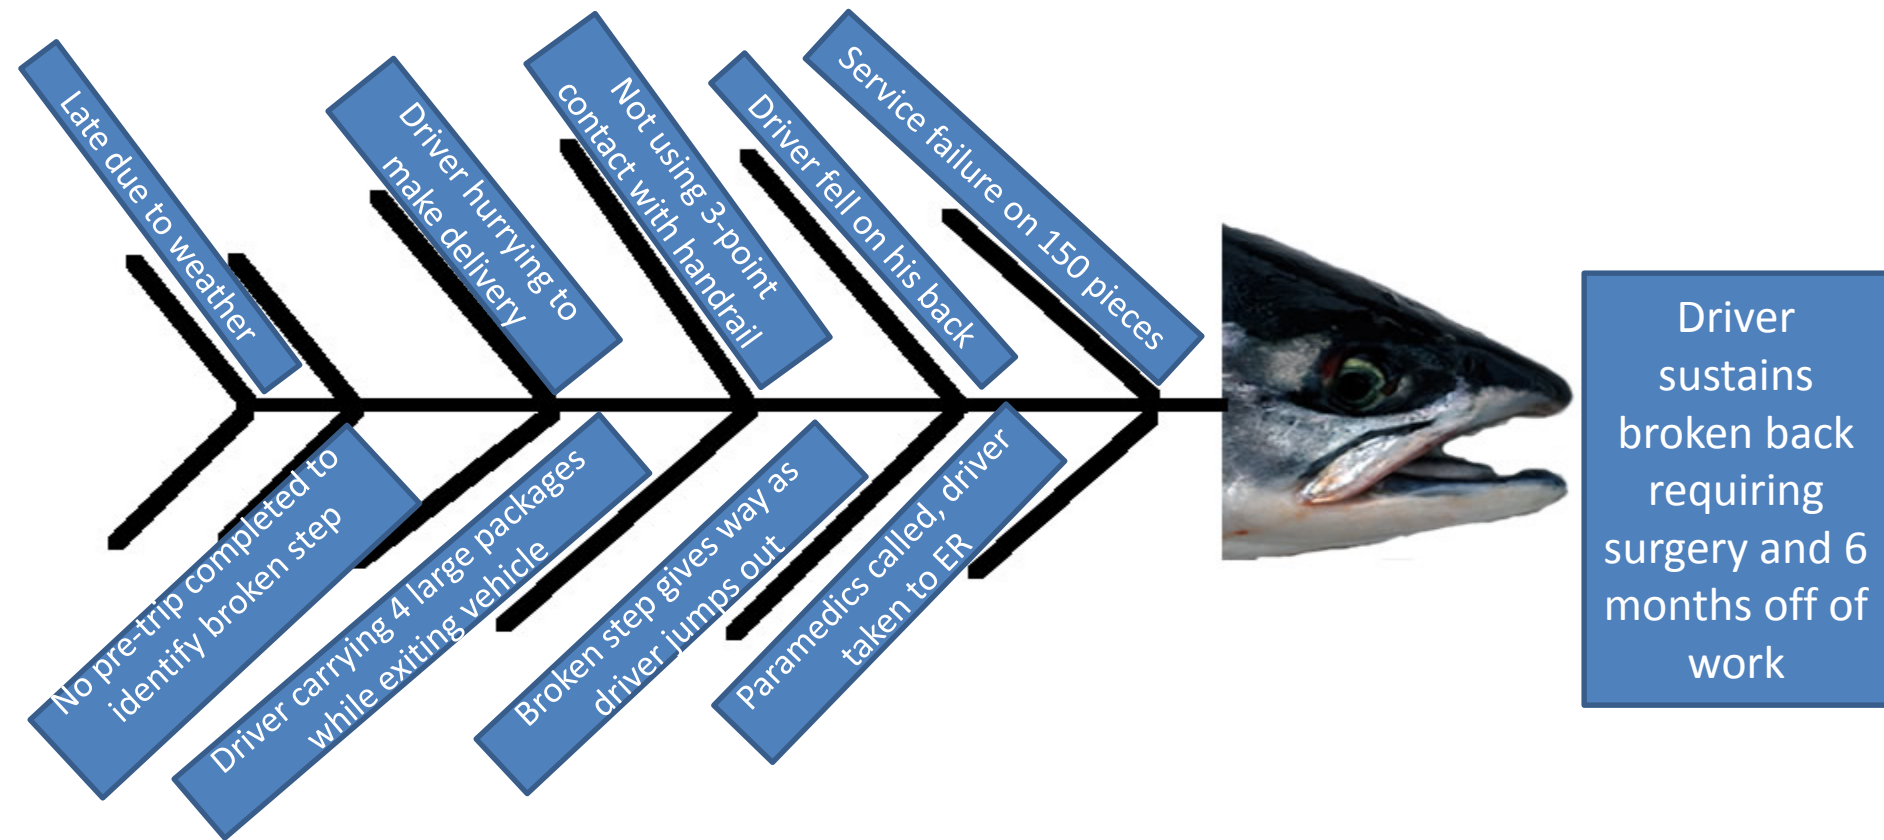 Late due to weather
Driver hurrying to
make delivery
Not using 3-point
contact with handrail
Driver fell on his back
Service failure on 150 pieces
No pre-trip completed to
identify broken step
Driver carrying 4 large packages
while exiting vehicle
Broken step gives way as
driver jumps out
Paramedics called, driver
taken to ER
Driver
sustains
broken back
requiring
surgery and 6
months off of
work